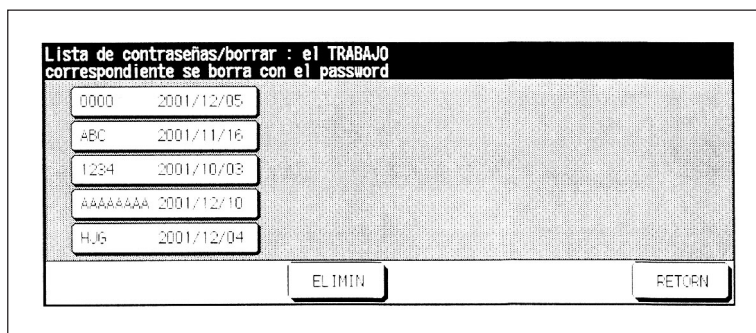 Lista de contraseñas/borrar : el TRABAJO
correspondiente se borra con el password
0000 2001/12/05
ABC 2001/11/16
1234 2001/10/03
AAAAAAAA 2001/12/10
HJG 2001/12/04
ELIMIN RETORN